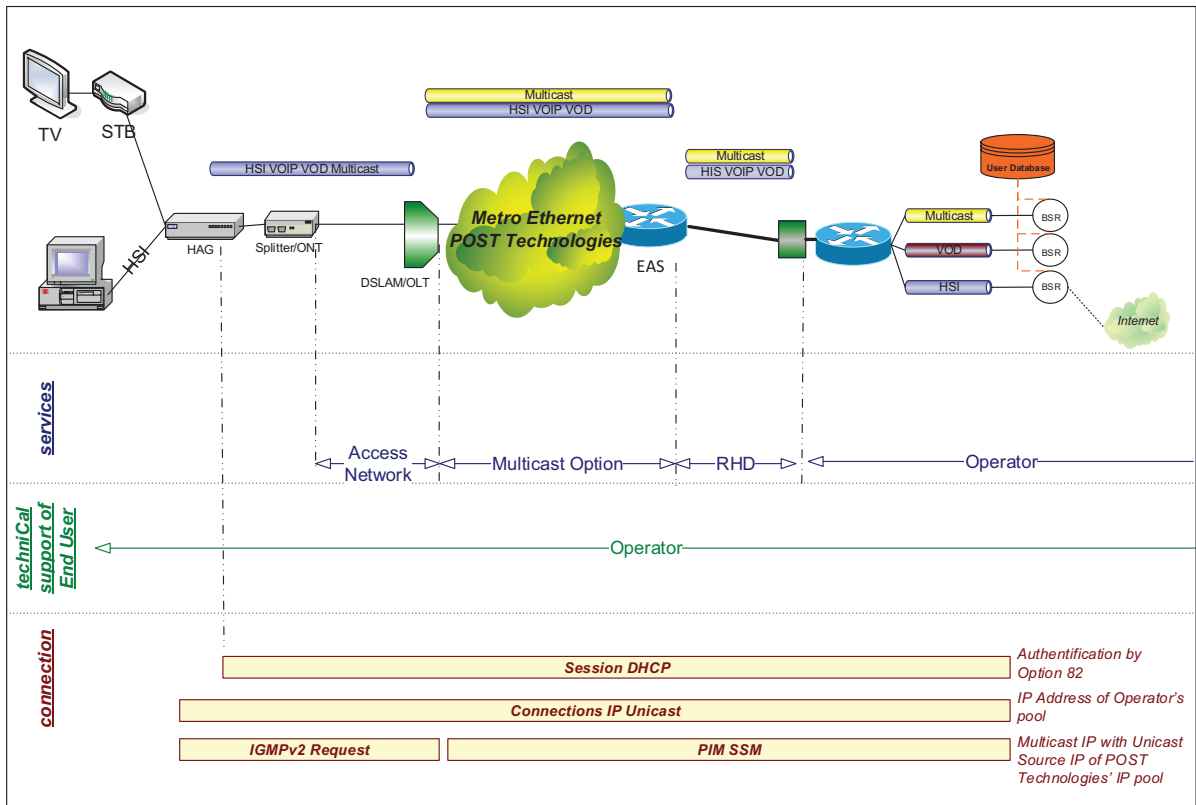 Multicast
HSI VOIP VOD
TV
STB
Multicast
HIS VOIP VOD
User Database
HSI VOIP VOD Multicast
Metro Ethernet
POST Technologies
Multicast
BSR
HSI
HAG
Splitter/ONT
DSLAM/OLT
EAS
VOD
BSR
HSI
BSR
Internet
services
Access
Network
Multicast Option
RHD
Operator
techniCal
support of
End User
Operator
connection
Session DHCP
Authentification by
Option 82
Connections IP Unicast
IP Address of Operator's
pool
IGMPv2 Request
PIM SSM
Multicast IP with Unicast
Source IP of POST
Technologies' IP pool